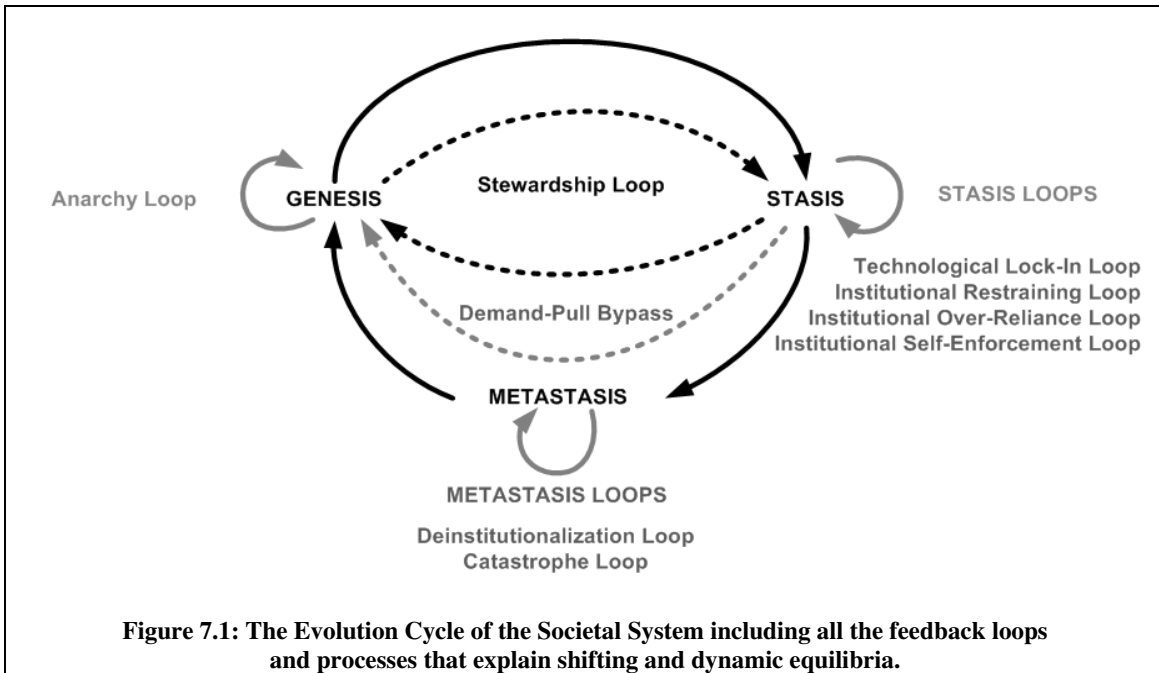 Stewardship Loop
Anarchy Loop
GENESIS
STASIS
STASIS LOOPS
Technological Lock-In Loop
Institutional Restraining Loop
Institutional Over-Reliance Loop
Institutional Self-Enforcement Loop
Demand-Pull Bypass
METASTASIS
METASTASIS LOOPS
Deinstitutionalization Loop
Catastrophe Loop
Figure 7.1: The Evolution Cycle of the Societal System including all the feedback loops
and processes that explain shifting and dynamic equilibria.